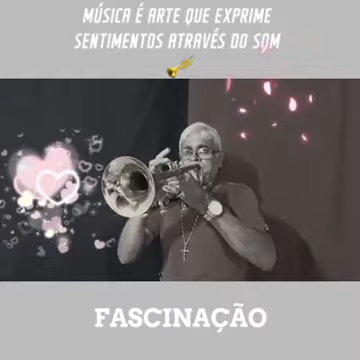 MÚSICA É ARTE QUE EXPRIME
SENTIMENTOS ATRAVÉS DO SOM
FASCINAÇÃO